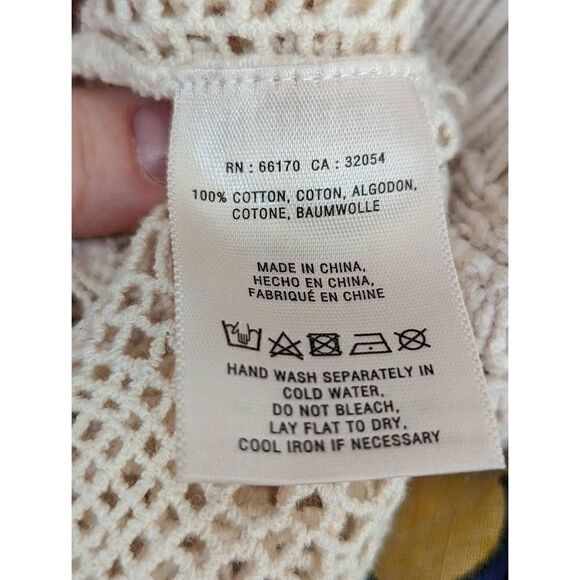 RN : 66170 CA : 32054
100% COTTON, COTON, ALGODON,
COTONE, BAUMWOLLE
MADE IN CHINA,
HECHO EN CHINA,
FABRIQUÉ EN CHINE
HAND WASH SEPARATELY IN
COLD WATER,
DO NOT BLEACH,
LAY FLAT TO DRY,
COOL IRON IF NECESSARY